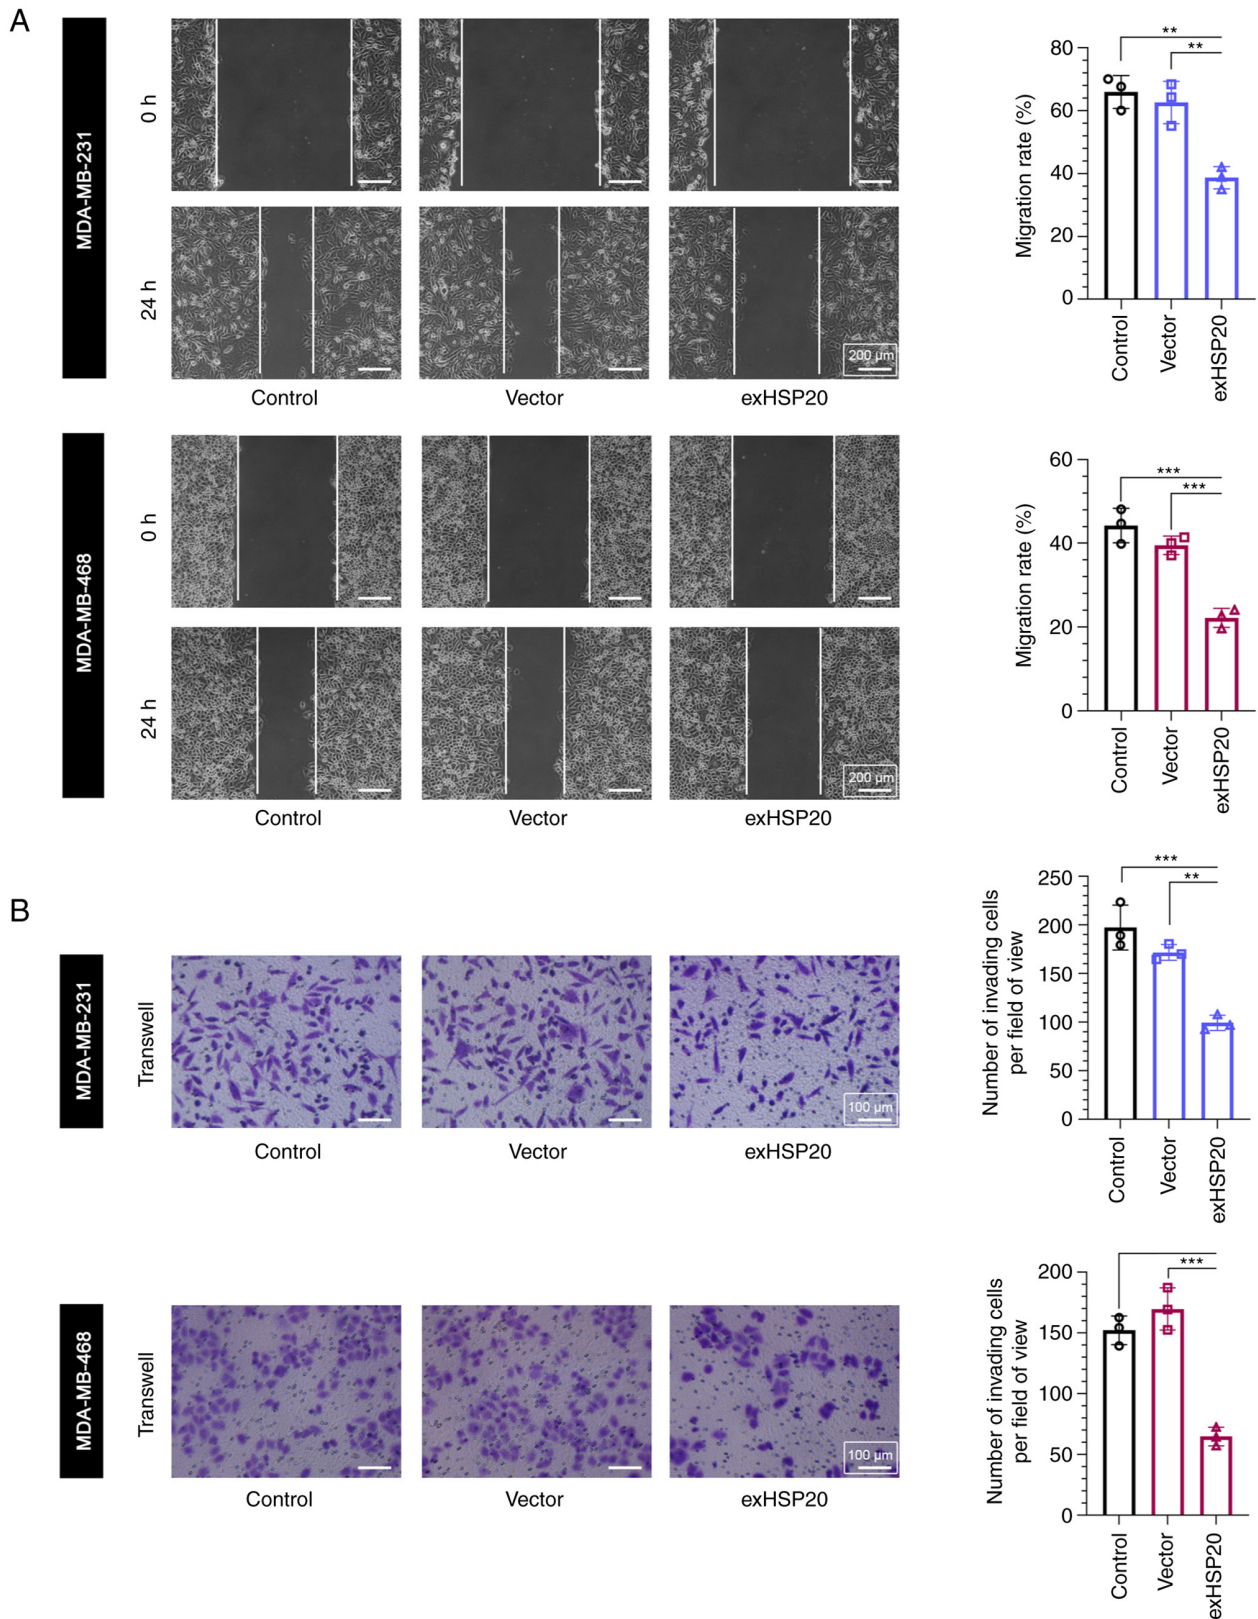 A
MDA-MB-231
0 h
24 h
200 µm
Control
Vector
exHSP20
Migration rate (%)
80
60
40
20
0
**
**
Control
Vector
exHSP20
MDA-MB-468
0 h
24 h
200 µm
Control
Vector
exHSP20
Migration rate (%)
60
40
20
0
***
***
Control
Vector
exHSP20
B
MDA-MB-231
Transwell
100 µm
Control
Vector
exHSP20
Number of invading cells
per field of view
250
200
150
100
50
0
***
**
Control
Vector
exHSP20
MDA-MB-468
Transwell
100 µm
Control
Vector
exHSP20
Number of invading cells
per field of view
200
150
100
50
0
***
Control
Vector
exHSP20